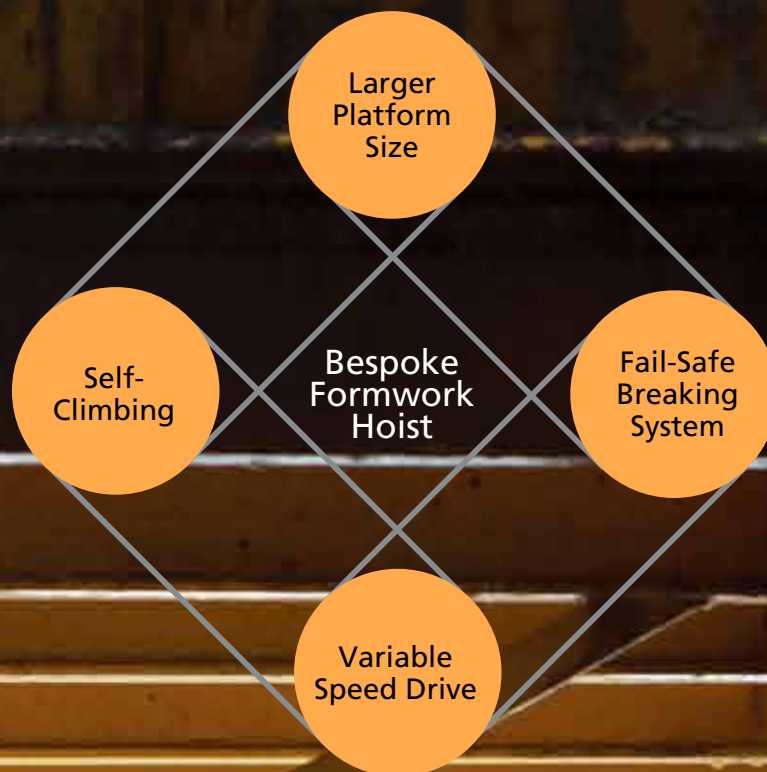 Larger
Platform
Size
Self-
Climbing
Bespoke
Formwork
Hoist
Fail-Safe
Breaking
System
Variable
Speed Drive